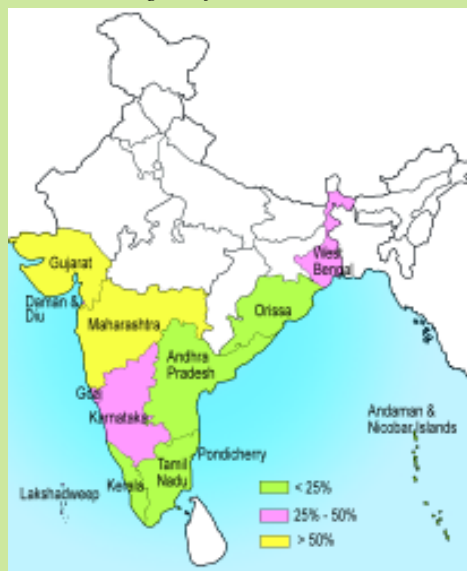 Gujarat
West
Bengal
Daman &
Diu
Orissa
Maharashtra
Andhra
Pradesh
Goa
Karnataka
Andaman &
Nicobar Islands
Pondicherry
Tamil
Nadu
Kerala
Lakshadweep
< 25%
25% - 50%
> 50%